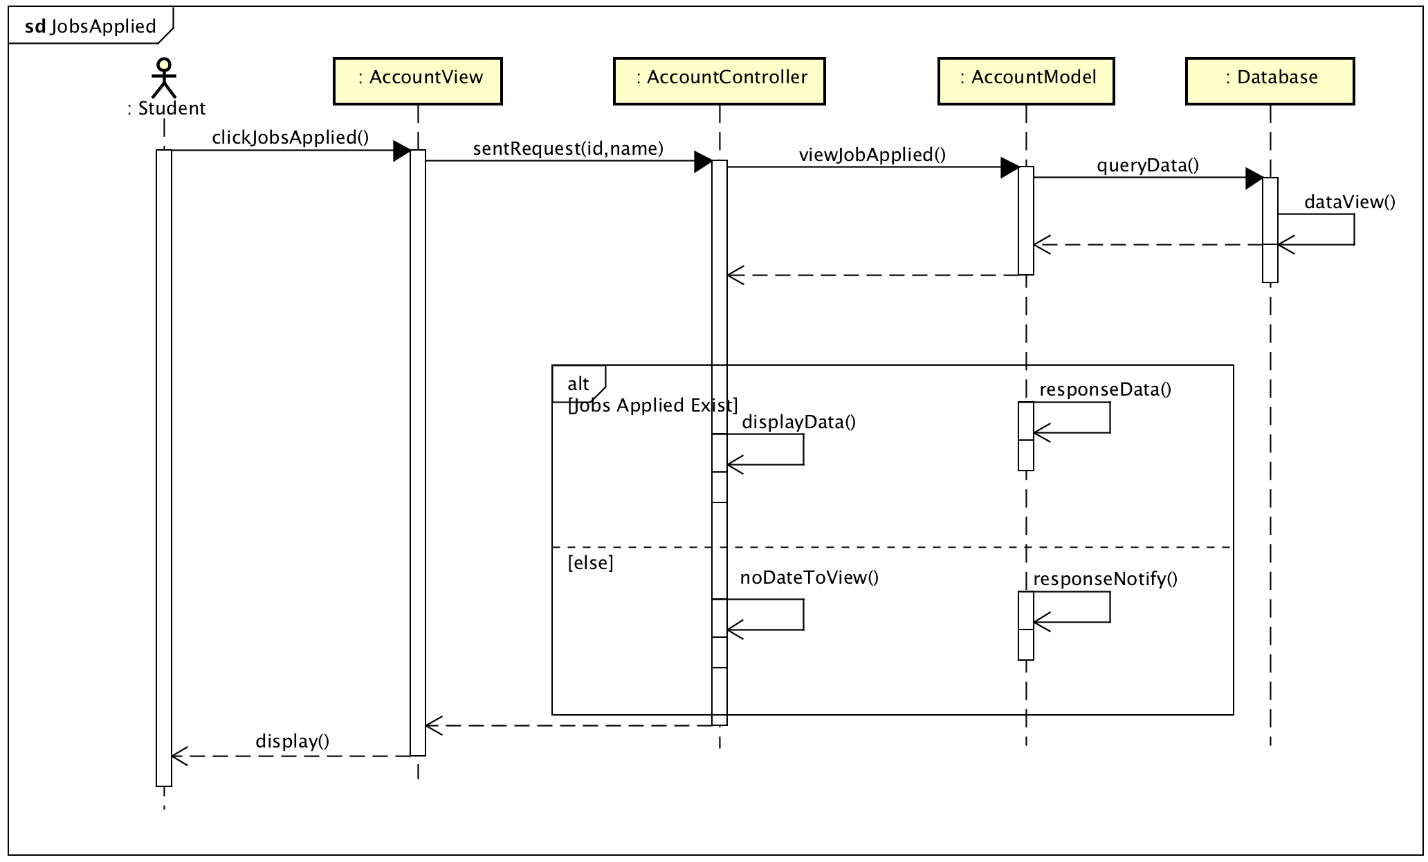 sd JobsApplied
: Student
: AccountView
: AccountController
: AccountModel
: Database
clickJobsApplied()
sentRequest(id,name)
viewJobApplied()
queryData()
dataView()
alt
[Jobs Applied Exist]
responseData()
displayData()
[else]
noDateToView()
responseNotify()
display()